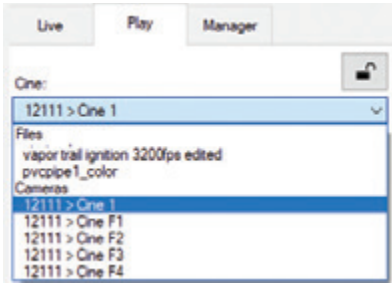 Live Play Manager
Cine:
12111 > Cine 1
Files
vapor trail ignition 3200fps edited
pvcpipe1_color
Cameras
12111 > Cine 1
12111 > Cine F1
12111 > Cine F2
12111 > Cine F3
12111 > Cine F4